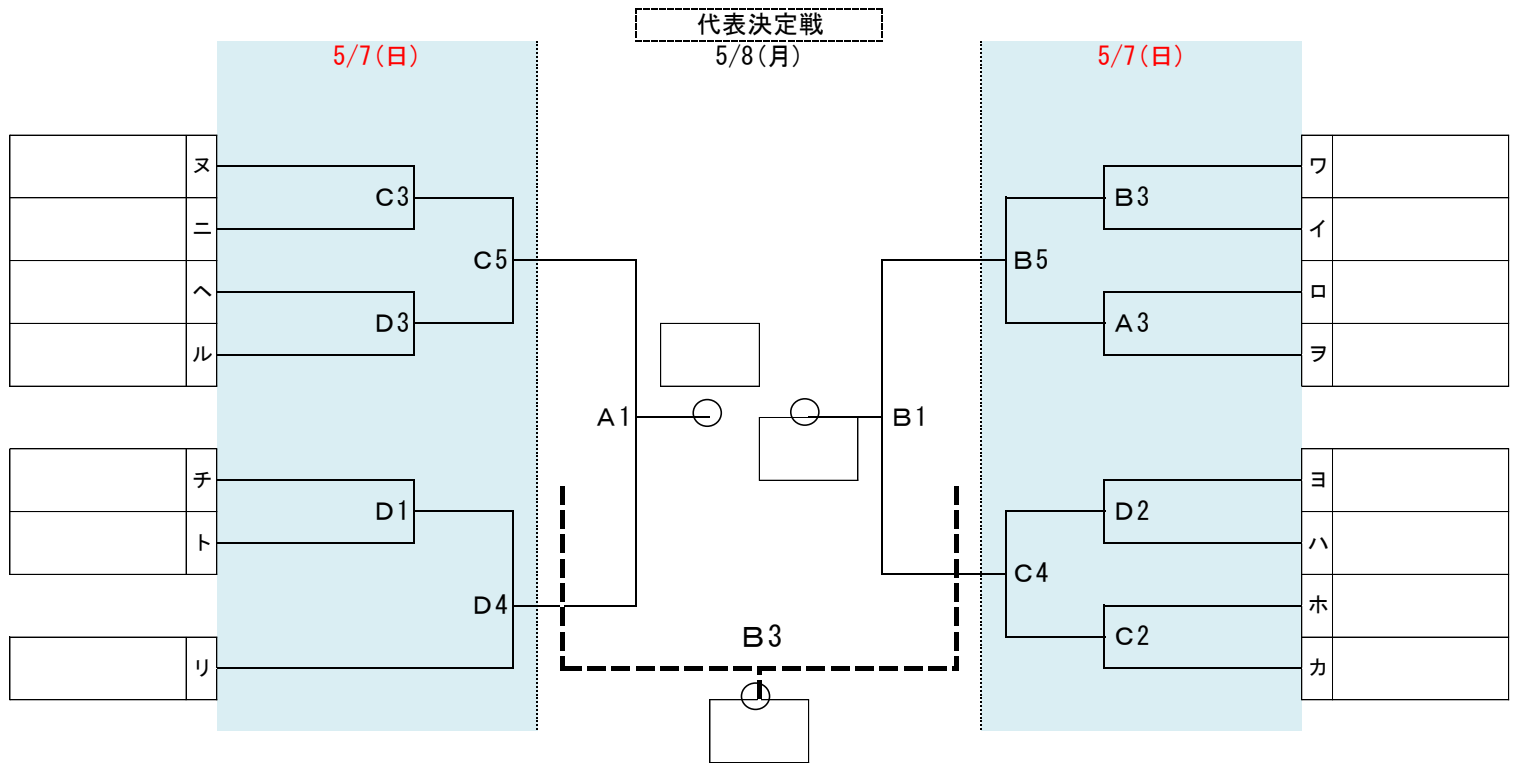 代表決定戦
5/7(日)
5/8(月)
5/7(日)
ヌ
C3
ニ
C5
ヘ
D3
ル
A1
チ
D1
ト
D4
リ
B3
ワ
B3
イ
B5
ロ
A3
ヲ
B1
ヨ
D2
ハ
C4
ホ
C2
カ